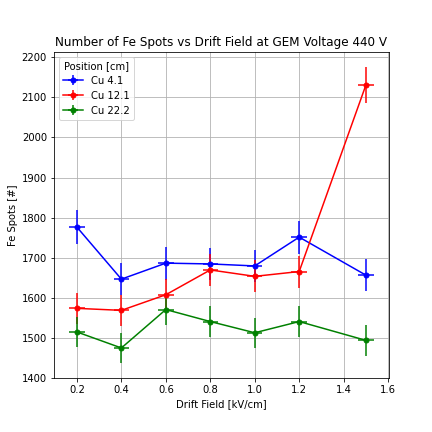 Number of Fe Spots vs Drift Field at GEM Voltage 440 V
Position [cm]
Cu 4.1
Cu 12.1
Cu 22.2
2200
2100
2000
1900
1800
1700
1600
1500
1400
Fe Spots [#]
0.2 0.4 0.6 0.8 1.0 1.2 1.4 1.6
Drift Field [kV/cm]